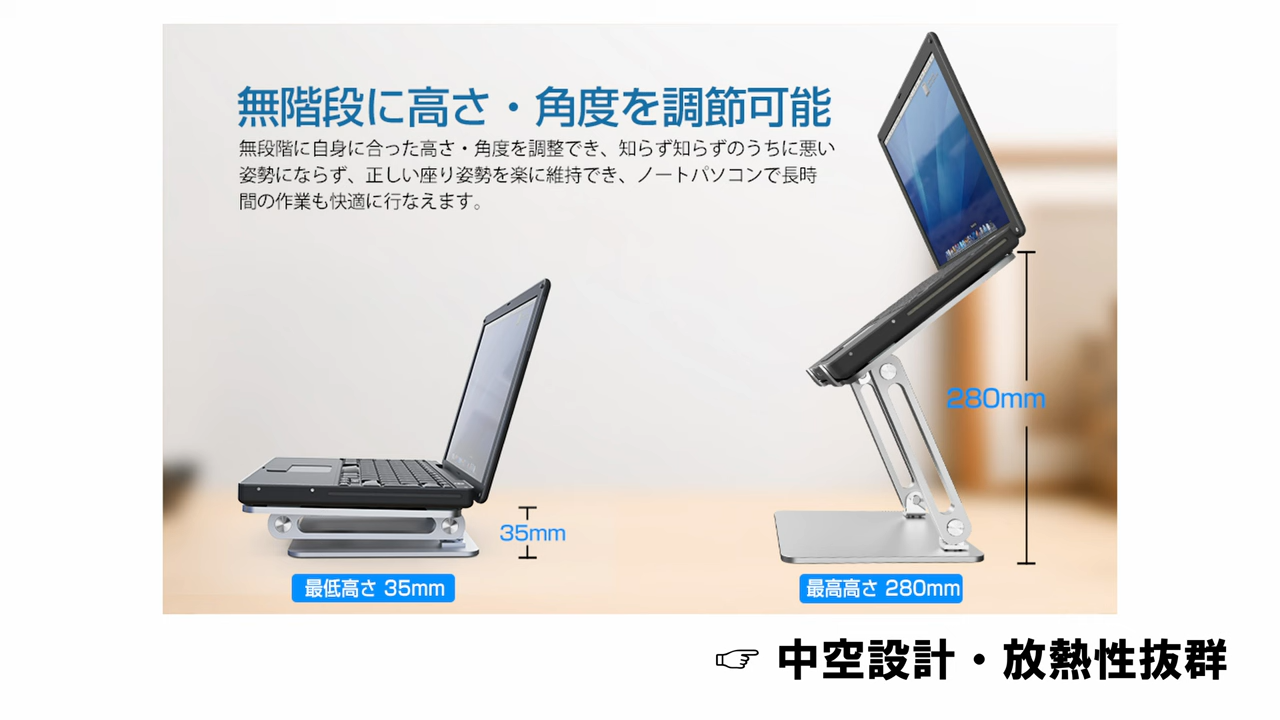 無階段に高さ・角度を調節可能
無段階に自身に合った高さ・角度を調整でき、知らず知らずのうちに悪い
姿勢にならず、正しい座り姿勢を楽に維持でき、ノートパソコンで長時
間の作業も快適に行なえます。
280mm
35mm
最低高さ 35mm
最高高さ 280mm
☞ 中空設計・放熱性抜群